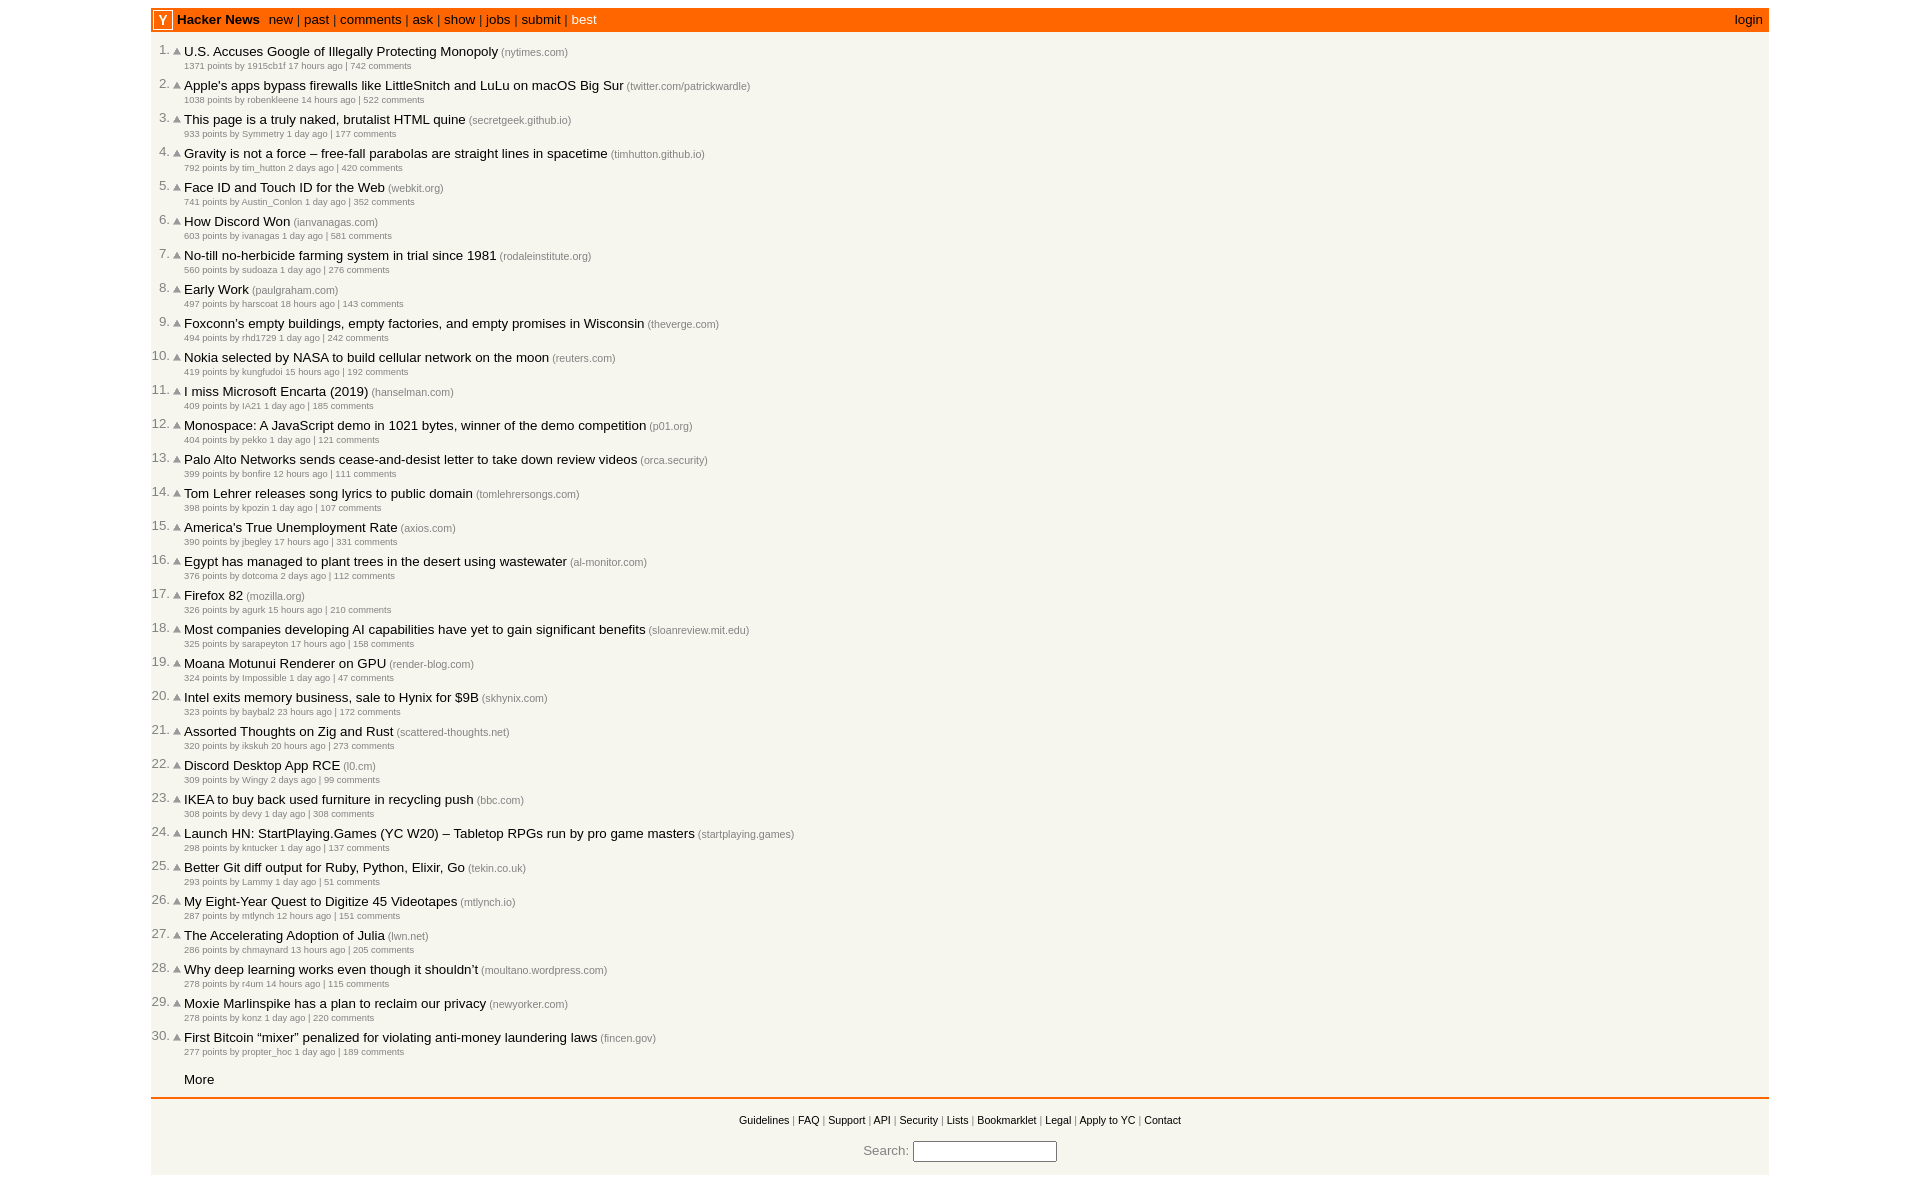 Y Hacker News new | past | comments | ask | show | jobs | submit | best login
1. U.S. Accuses Google of Illegally Protecting Monopoly (nytimes.com)
1371 points by 1915cb1f 17 hours ago | 742 comments
2. Apple's apps bypass firewalls like LittleSnitch and LuLu on macOS Big Sur (twitter.com/patrickwardle)
1038 points by robenkleene 14 hours ago | 522 comments
3. This page is a truly naked, brutalist HTML quine (secretgeek.github.io)
933 points by Symmetry 1 day ago | 177 comments
4. Gravity is not a force – free-fall parabolas are straight lines in spacetime (timhutton.github.io)
792 points by tim_hutton 2 days ago | 420 comments
5. Face ID and Touch ID for the Web (webkit.org)
741 points by Austin_Conlon 1 day ago | 352 comments
6. How Discord Won (ianvanagas.com)
603 points by ivanagas 1 day ago | 581 comments
7. No-till no-herbicide farming system in trial since 1981 (rodaleinstitute.org)
560 points by sudoaza 1 day ago | 276 comments
8. Early Work (paulgraham.com)
497 points by harscoat 18 hours ago | 143 comments
9. Foxconn's empty buildings, empty factories, and empty promises in Wisconsin (theverge.com)
494 points by rhd1729 1 day ago | 242 comments
10. Nokia selected by NASA to build cellular network on the moon (reuters.com)
419 points by kungfudoi 15 hours ago | 192 comments
11. I miss Microsoft Encarta (2019) (hanselman.com)
409 points by IA21 1 day ago | 185 comments
12. Monospace: A JavaScript demo in 1021 bytes, winner of the demo competition (p01.org)
404 points by pekko 1 day ago | 121 comments
13. Palo Alto Networks sends cease-and-desist letter to take down review videos (orca.security)
399 points by bonfire 12 hours ago | 111 comments
14. Tom Lehrer releases song lyrics to public domain (tomlehrersongs.com)
398 points by kpozin 1 day ago | 107 comments
15. America's True Unemployment Rate (axios.com)
390 points by jbegley 17 hours ago | 331 comments
16. Egypt has managed to plant trees in the desert using wastewater (al-monitor.com)
376 points by dotcoma 2 days ago | 112 comments
17. Firefox 82 (mozilla.org)
326 points by agurk 15 hours ago | 210 comments
18. Most companies developing AI capabilities have yet to gain significant benefits (sloanreview.mit.edu)
325 points by sarapeyton 17 hours ago | 158 comments
19. Moana Motunui Renderer on GPU (render-blog.com)
324 points by Impossible 1 day ago | 47 comments
20. Intel exits memory business, sale to Hynix for $9B (skhynix.com)
323 points by baybal2 23 hours ago | 172 comments
21. Assorted Thoughts on Zig and Rust (scattered-thoughts.net)
320 points by ikskuh 20 hours ago | 273 comments
22. Discord Desktop App RCE (l0.cm)
309 points by Wingy 2 days ago | 99 comments
23. IKEA to buy back used furniture in recycling push (bbc.com)
308 points by devy 1 day ago | 308 comments
24. Launch HN: StartPlaying.Games (YC W20) – Tabletop RPGs run by pro game masters (startplaying.games)
298 points by kntucker 1 day ago | 137 comments
25. Better Git diff output for Ruby, Python, Elixir, Go (tekin.co.uk)
293 points by Lammy 1 day ago | 51 comments
26. My Eight-Year Quest to Digitize 45 Videotapes (mtlynch.io)
287 points by mtlynch 12 hours ago | 151 comments
27. The Accelerating Adoption of Julia (lwn.net)
286 points by chmaynard 13 hours ago | 205 comments
28. Why deep learning works even though it shouldn't (moultano.wordpress.com)
278 points by r4um 14 hours ago | 115 comments
29. Moxie Marlinspike has a plan to reclaim our privacy (newyorker.com)
278 points by konz 1 day ago | 220 comments
30. First Bitcoin “mixer” penalized for violating anti-money laundering laws (fincen.gov)
277 points by propter_hoc 1 day ago | 189 comments
More
Guidelines | FAQ | Support | API | Security | Lists | Bookmarklet | Legal | Apply to YC | Contact
Search: